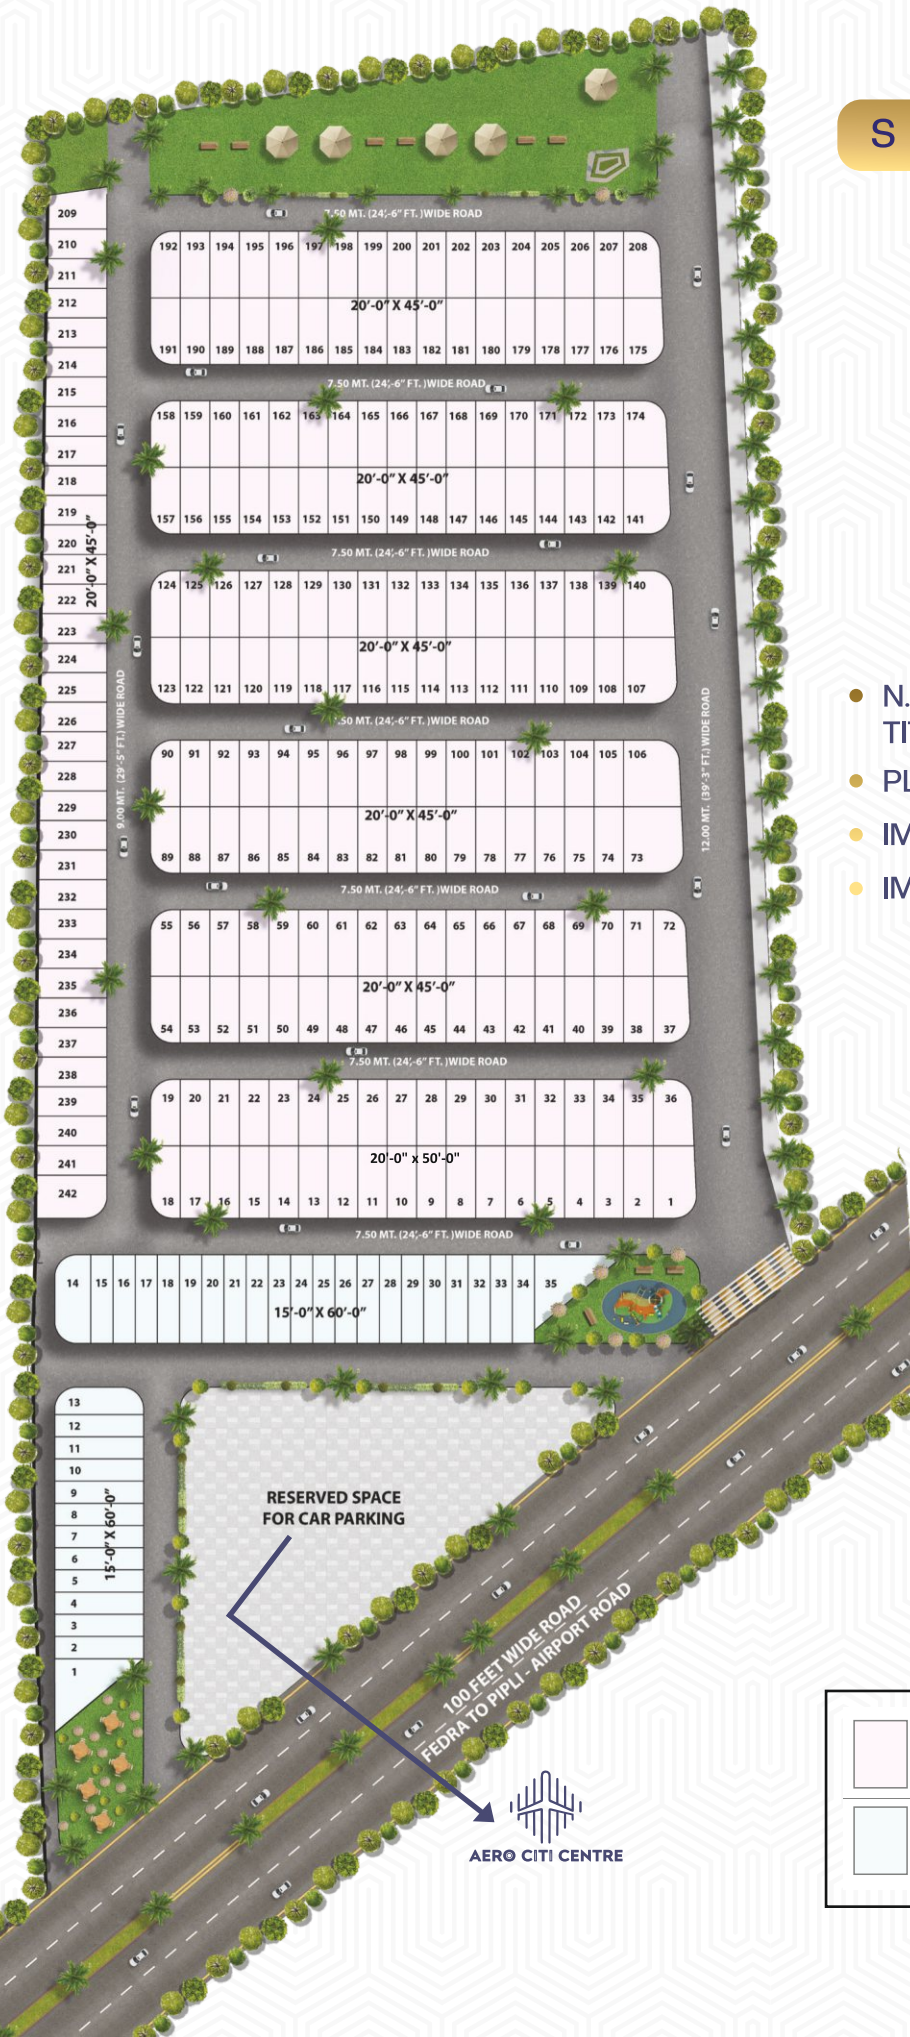 S
7.50 MT. (24'-6" FT. )WIDE ROAD
209
210
211
212
213
214
215
216
217
218
219
220
221
222
223
224
225
226
227
228
229
230
231
232
233
234
235
236
237
238
239
240
241
242
20'-0" X 45'-0"
9.00 MT. (29'-5" FT.) WIDE ROAD
192 193 194 195 196 197 198 199 200 201 202 203 204 205 206 207 208
20'-0" X 45'-0"
191 190 189 188 187 186 185 184 183 182 181 180 179 178 177 176 175
7.50 MT. (24'-6" FT. )WIDE ROAD
158 159 160 161 162 163 164 165 166 167 168 169 170 171 172 173 174
20'-0" X 45'-0"
157 156 155 154 153 152 151 150 149 148 147 146 145 144 143 142 141
7.50 MT. (24'-6" FT. )WIDE ROAD
124 125 126 127 128 129 130 131 132 133 134 135 136 137 138 139 140
20'-0" X 45'-0"
123 122 121 120 119 118 117 116 115 114 113 112 111 110 109 108 107
.50 MT. (24'-6" FT. )WIDE ROAD
90 91 92 93 94 95 96 97 98 99 100 101 102 103 104 105 106
20'-0" X 45'-0"
89 88 87 86 85 84 83 82 81 80 79 78 77 76 75 74 73
12.00 MT. (39'-3" FT.) WIDE ROAD
7.50 MT. (24'-6" FT. )WIDE ROAD
55 56 57 58 59 60 61 62 63 64 65 66 67 68 69 70 71 72
20'-0" X 45'-0"
54 53 52 51 50 49 48 47 46 45 44 43 42 41 40 39 38 37
7.50 MT. (24'-6" FT. )WIDE ROAD
19 20 21 22 23 24 25 26 27 28 29 30 31 32 33 34 35 36
20'-0" x 50'-0"
18 17 16 15 14 13 12 11 10 9 8 7 6 5 4 3 2 1
7.50 MT. (24'-6" FT. )WIDE ROAD
14 15 16 17 18 19 20 21 22 23 24 25 26 27 28 29 30 31 32 33 34 35
15'-0" X 60'-0"
13
12
11
10
9
8
7
6
5
4
3
2
1
15'-0" X 60'-0"
RESERVED SPACE
FOR CAR PARKING
100 FEET WIDE ROAD
FEDRA TO PIPLI - AIRPORT ROAD
AERO CITI CENTRE
N.
TI
PL
IM
IM